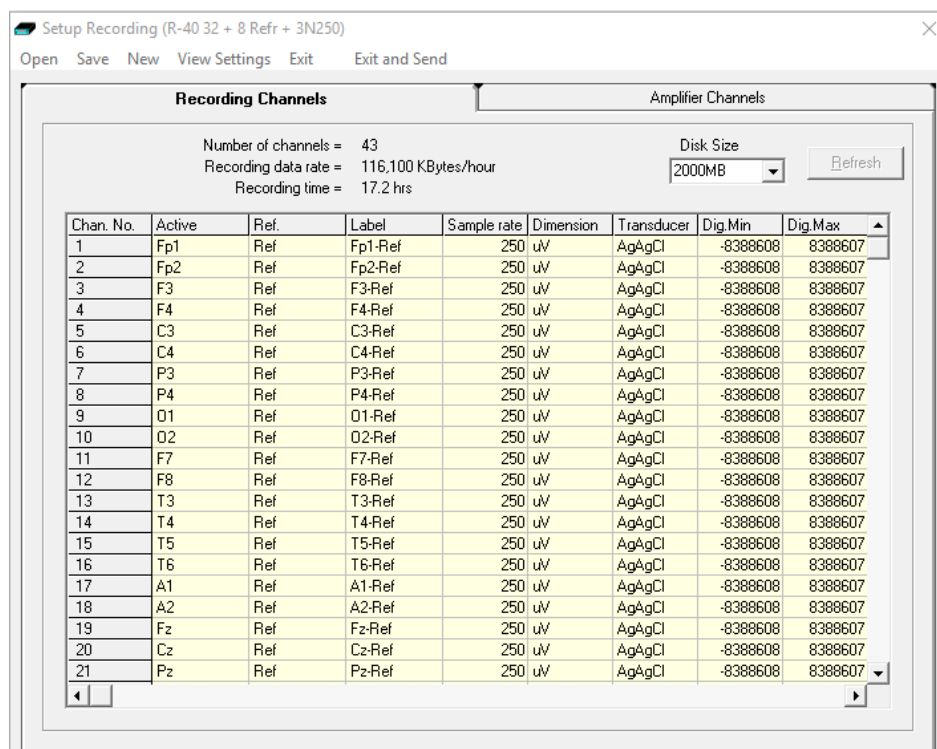 Setup Recording (R-40 32 + 8 Refr + 3N250)
Open Save New View Settings Exit Exit and Send
Recording Channels Amplifier Channels
Number of channels = 43 Disk Size
Recording data rate = 116,100 KBytes/hour 2000MB Refresh
Recording time = 17.2 hrs
Chan. No. Active Ref. Label Sample rate Dimension Transducer Dig.Min Dig.Max
1 Fp1 Ref Fp1-Ref 250 uV AgAgCl -8388608 8388607
2 Fp2 Ref Fp2-Ref 250 uV AgAgCl -8388608 8388607
3 F3 Ref F3-Ref 250 uV AgAgCl -8388608 8388607
4 F4 Ref F4-Ref 250 uV AgAgCl -8388608 8388607
5 C3 Ref C3-Ref 250 uV AgAgCl -8388608 8388607
6 C4 Ref C4-Ref 250 uV AgAgCl -8388608 8388607
7 P3 Ref P3-Ref 250 uV AgAgCl -8388608 8388607
8 P4 Ref P4-Ref 250 uV AgAgCl -8388608 8388607
9 O1 Ref O1-Ref 250 uV AgAgCl -8388608 8388607
10 O2 Ref O2-Ref 250 uV AgAgCl -8388608 8388607
11 F7 Ref F7-Ref 250 uV AgAgCl -8388608 8388607
12 F8 Ref F8-Ref 250 uV AgAgCl -8388608 8388607
13 T3 Ref T3-Ref 250 uV AgAgCl -8388608 8388607
14 T4 Ref T4-Ref 250 uV AgAgCl -8388608 8388607
15 T5 Ref T5-Ref 250 uV AgAgCl -8388608 8388607
16 T6 Ref T6-Ref 250 uV AgAgCl -8388608 8388607
17 A1 Ref A1-Ref 250 uV AgAgCl -8388608 8388607
18 A2 Ref A2-Ref 250 uV AgAgCl -8388608 8388607
19 Fz Ref Fz-Ref 250 uV AgAgCl -8388608 8388607
20 Cz Ref Cz-Ref 250 uV AgAgCl -8388608 8388607
21 Pz Ref Pz-Ref 250 uV AgAgCl -8388608 8388607